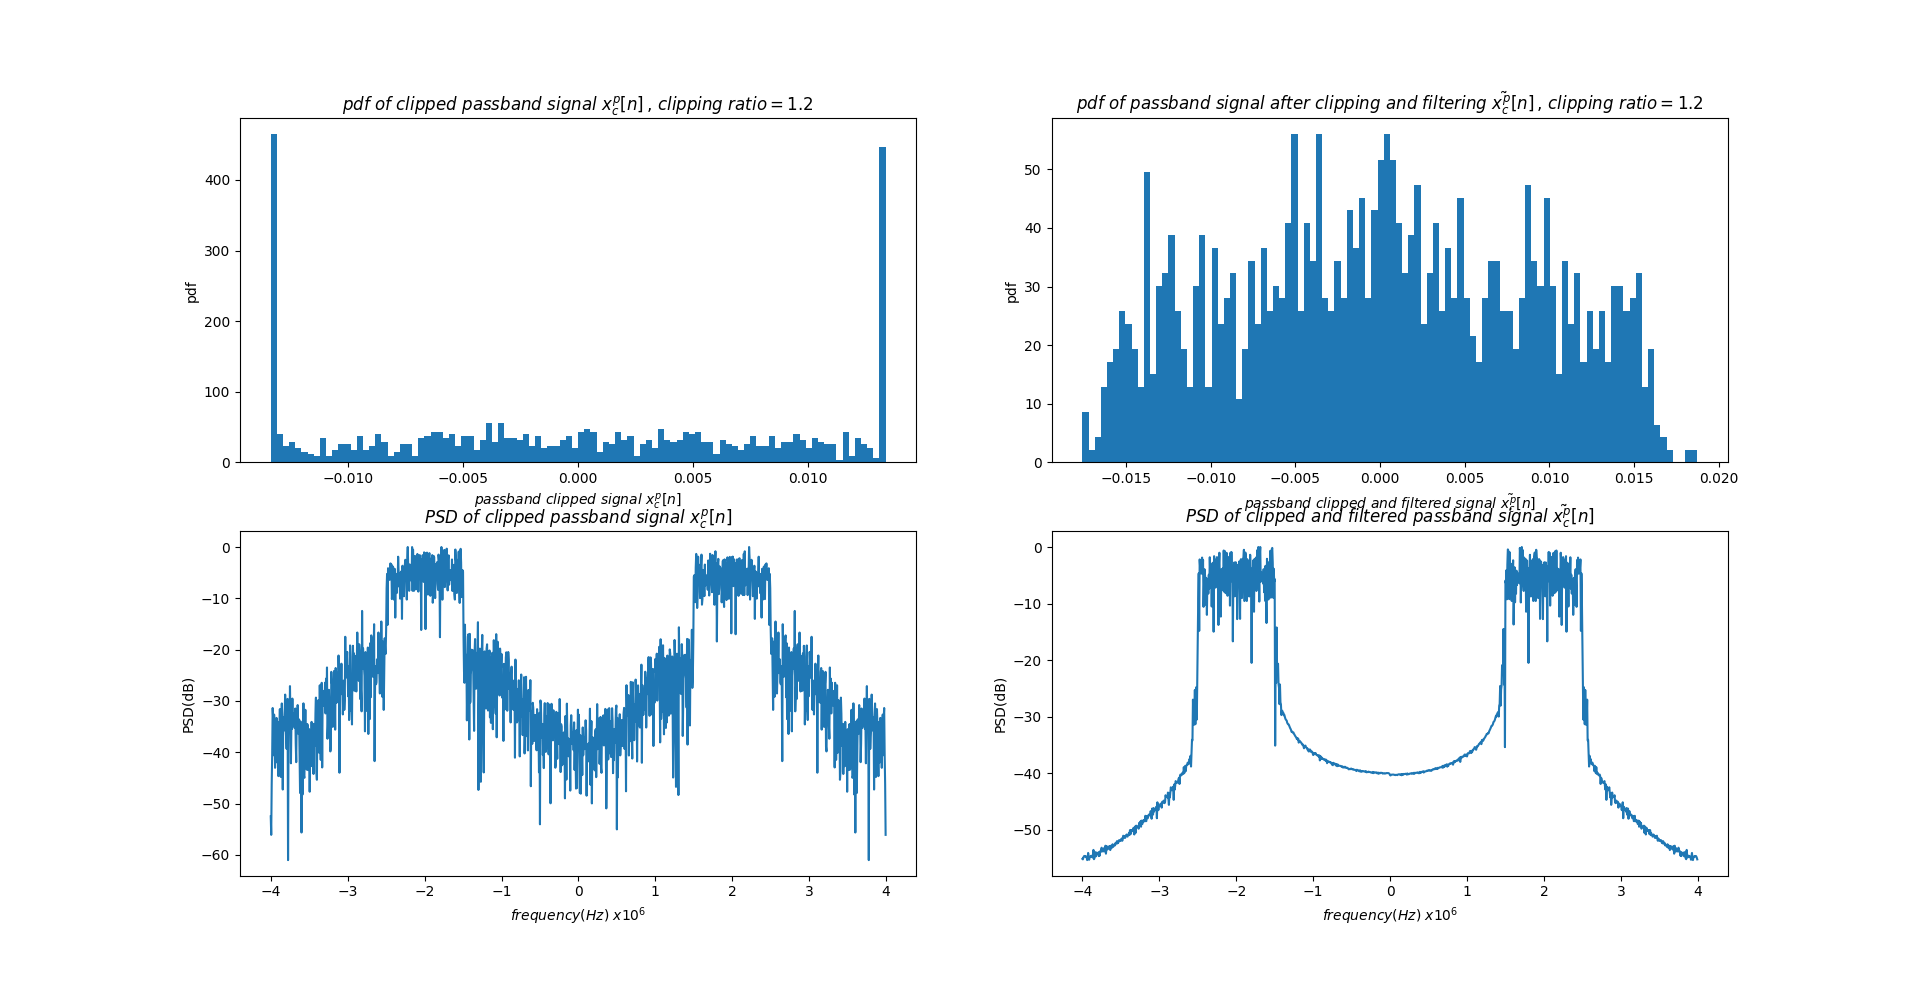 pdf of clipped passband signal x_c^p[n] , clipping ratio = 1.2
400
300
200
100
0
pdf
−0.010 −0.005 0.000 0.005 0.010
passband clipped signal x_c^p[n]
pdf of passband signal after clipping and filtering x̃_c^p[n] , clipping ratio = 1.2
50
40
30
20
10
0
pdf
−0.015 −0.010 −0.005 0.000 0.005 0.010 0.015 0.020
passband clipped and filtered signal x̃_c^p[n]
PSD of clipped passband signal x_c^p[n]
0
−10
−20
−30
−40
−50
−60
PSD(dB)
−4 −3 −2 −1 0 1 2 3 4
frequency(Hz) x10^6
PSD of clipped and filtered passband signal x̃_c^p[n]
0
−10
−20
−30
−40
−50
PSD(dB)
−4 −3 −2 −1 0 1 2 3 4
frequency(Hz) x10^6